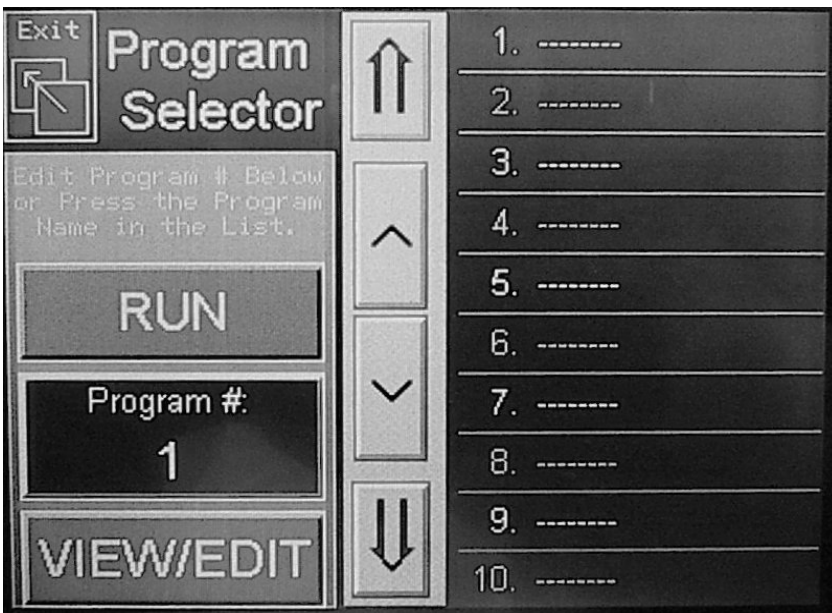 Exit
Program
Selector
Edit Program # Below
or Press the Program
Name in the List.
RUN
Program #:
1
VIEW/EDIT
1. --------
2. --------
3. --------
4. --------
5. --------
6. --------
7. --------
8. --------
9. --------
10. --------